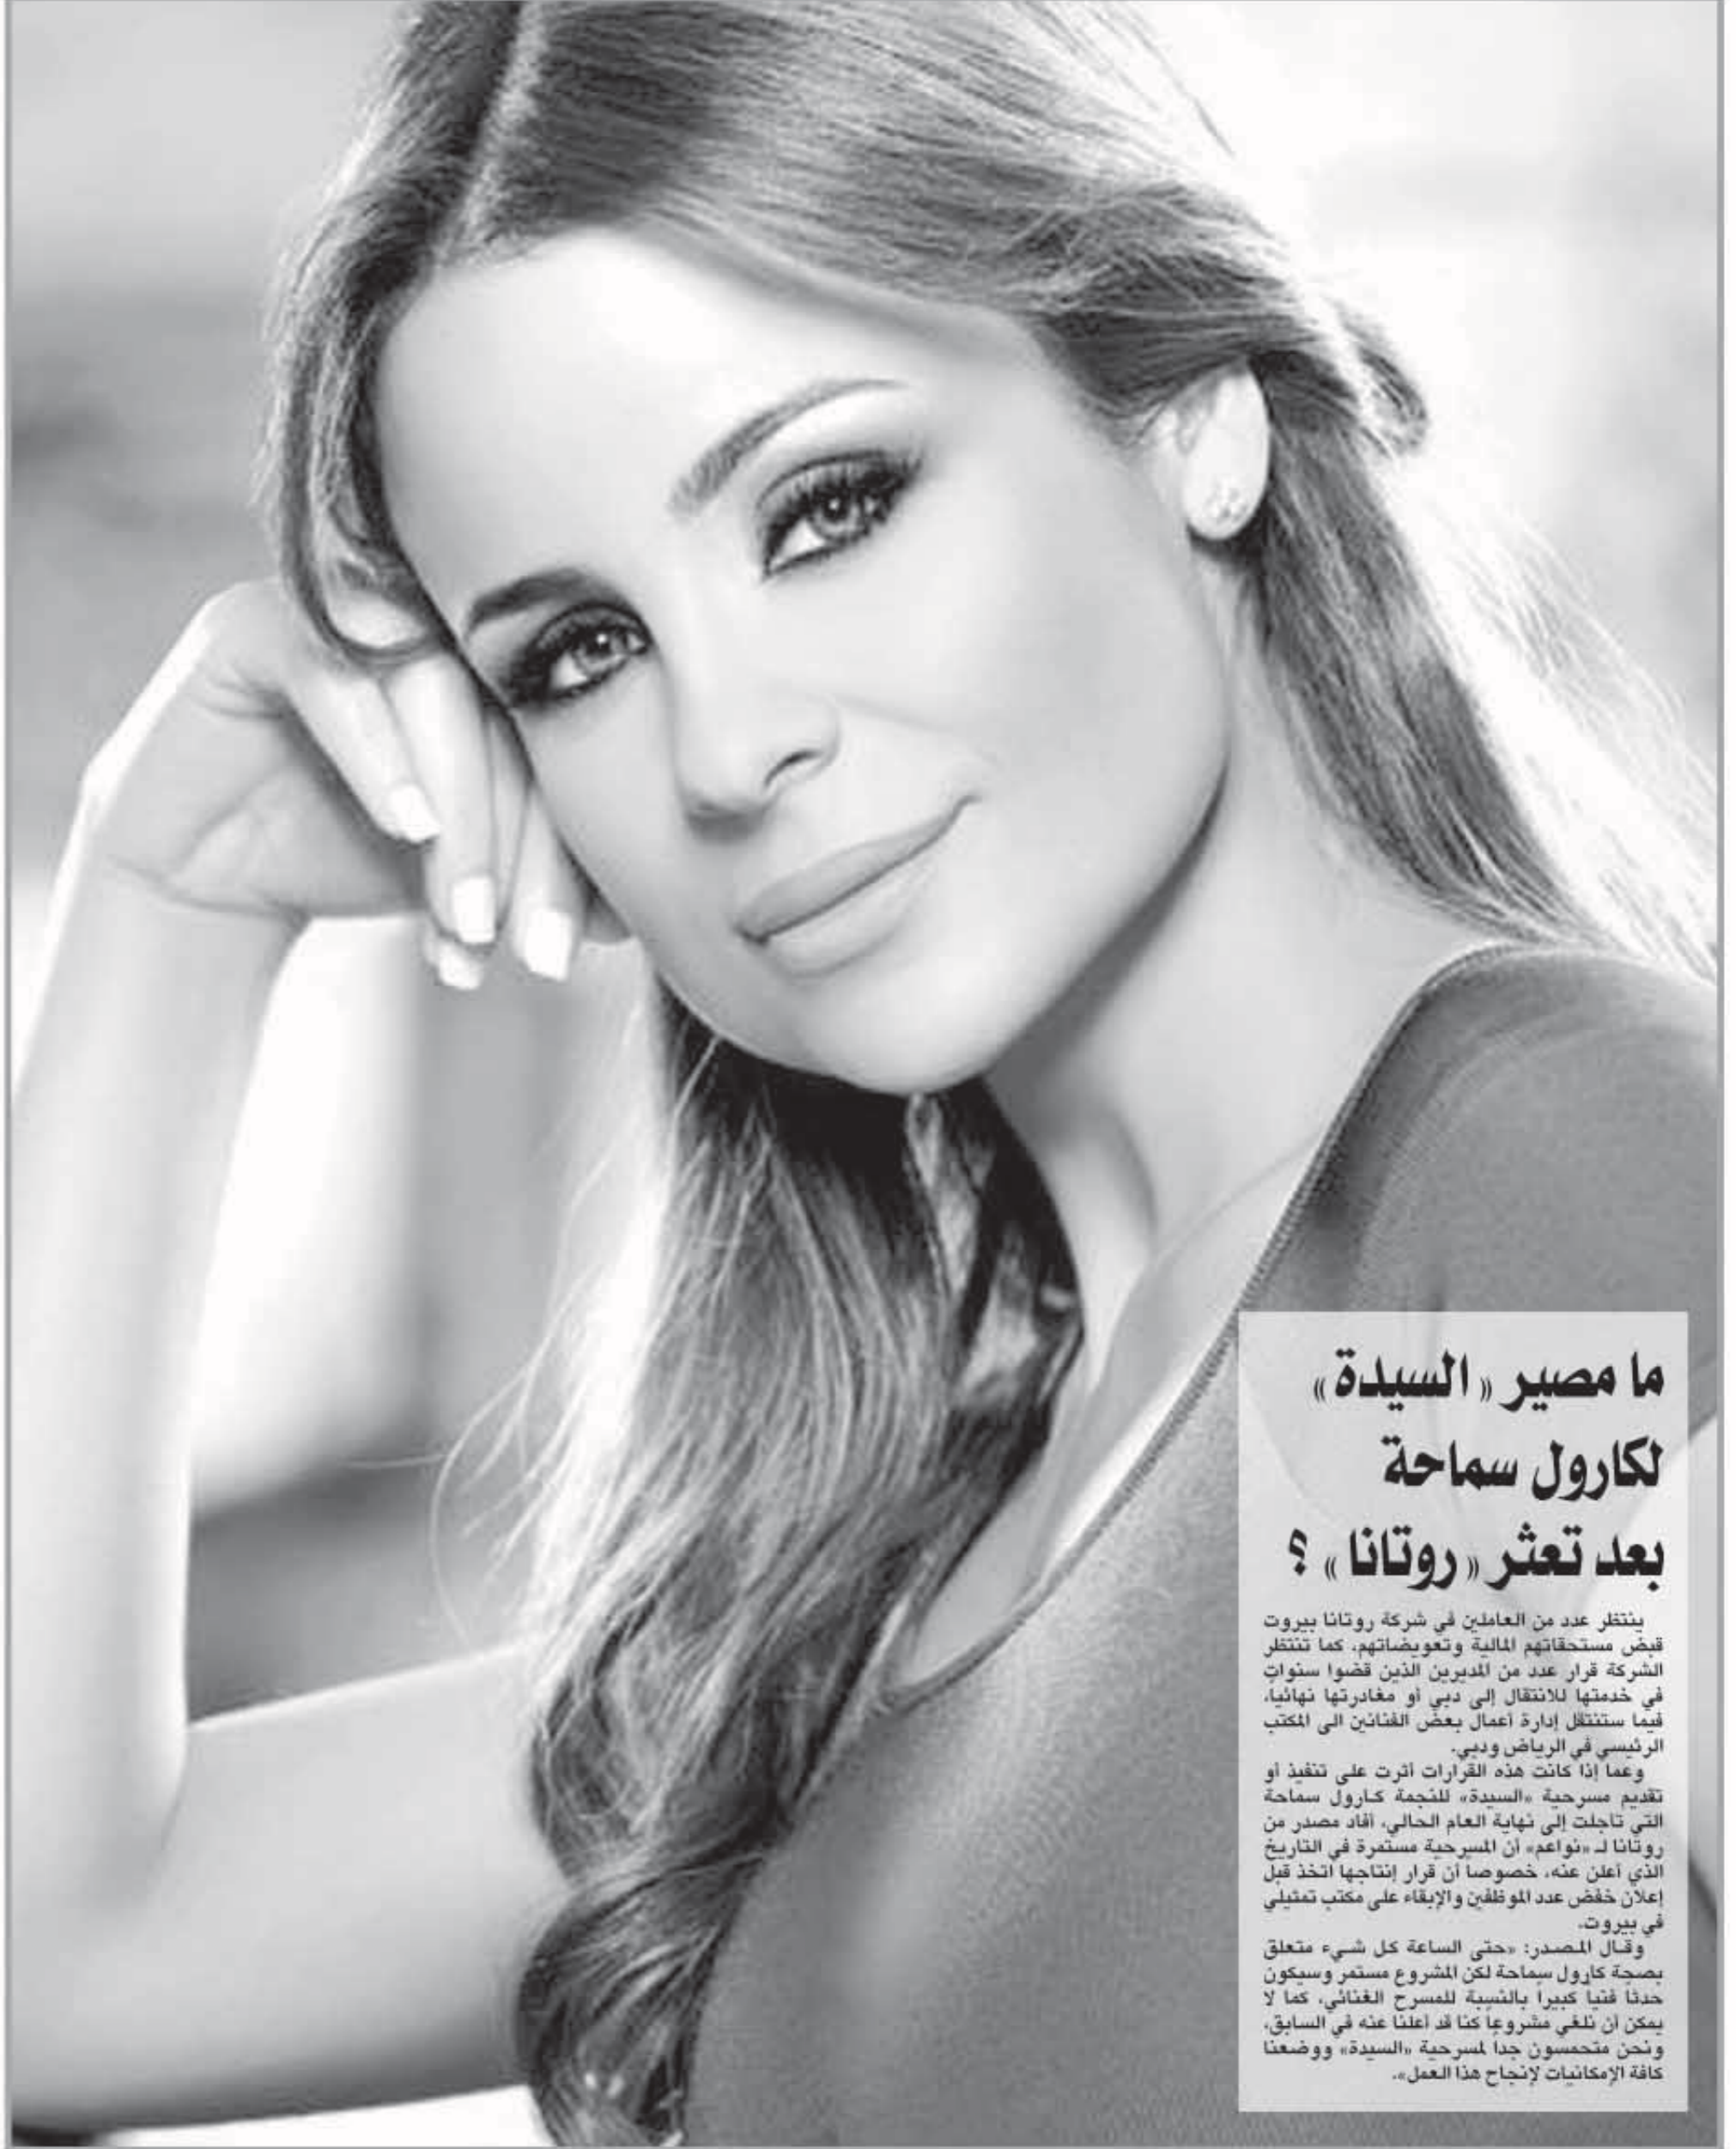 ما مصير «السيدة»
لكارول سماحة
بعد تعثر «روتانا»؟
ينتظر عدد من العاملين في شركة روتانا بيروت
قبض مستحقاتهم المالية وتعويضاتهم، كما تنتظر
الشركة قرار عدد من المديرين الذين قضوا سنواتٍ
في خدمتها للانتقال إلى دبي أو مغادرتها نهائياً،
فيما ستنتقل إدارة أعمال بعض الفنانين الى المكتب
الرئيسي في الرياض ودبي.
وعما إذا كانت هذه القرارات أثرت على تنفيذ أو
تقديم مسرحية «السيدة» للنجمة كارول سماحة
التي تأجلت إلى نهاية العام الحالي، أفاد مصدر من
روتانا لـ «نواعم» أن المسرحية مستمرة في التاريخ
الذي أعلن عنه، خصوصاً أن قرار إنتاجها اتخذ قبل
إعلان خفض عدد الموظفين والإبقاء على مكتب تمثيلي
في بيروت.
وقال المصدر: «حتى الساعة كل شيء متعلق
بصحة كارول سماحة لكن المشروع مستمر وسيكون
حدثاً فنياً كبيراً بالنسبة للمسرح الغنائي، كما لا
يمكن أن نلغي مشروعاً كنا قد أعلنا عنه في السابق،
ونحن متحمسون جداً لمسرحية «السيدة» ووضعنا
كافة الإمكانيات لإنجاح هذا العمل».